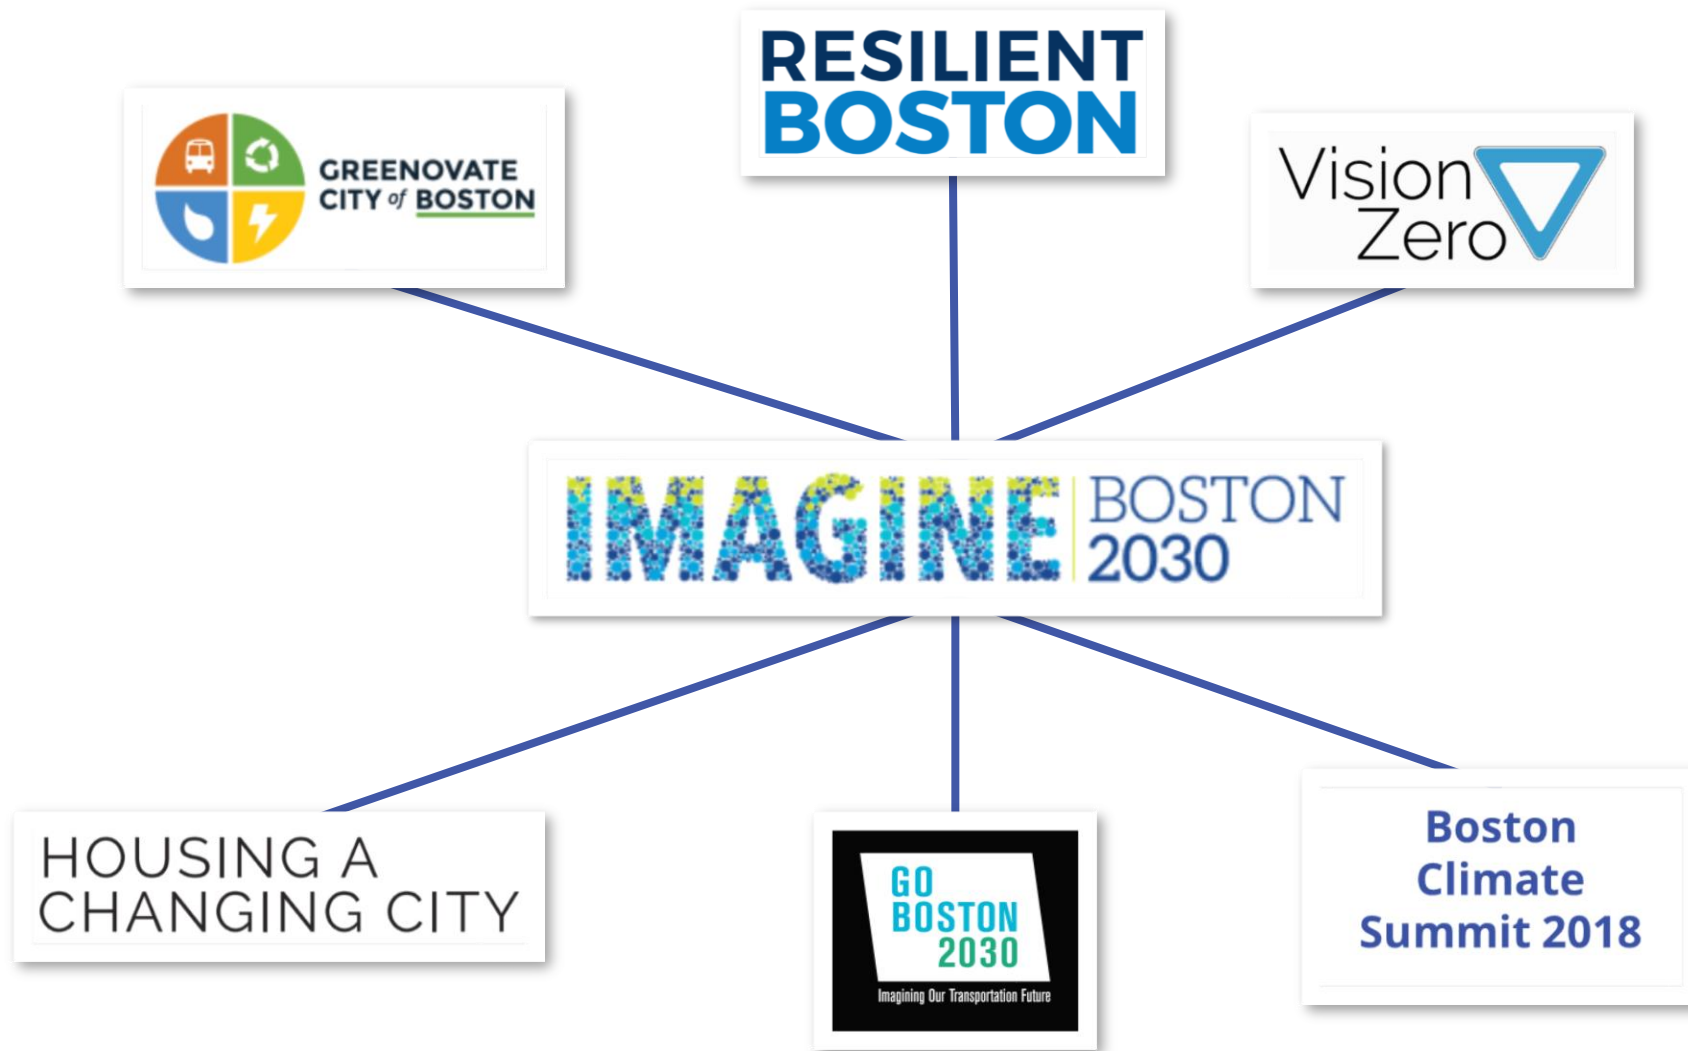 RESILIENT
BOSTON
GREENOVATE
CITY of BOSTON
Vision
Zero
IMAGINE BOSTON
2030
HOUSING A
CHANGING CITY
GO
BOSTON
2030
Imagining Our Transportation Future
Boston
Climate
Summit 2018